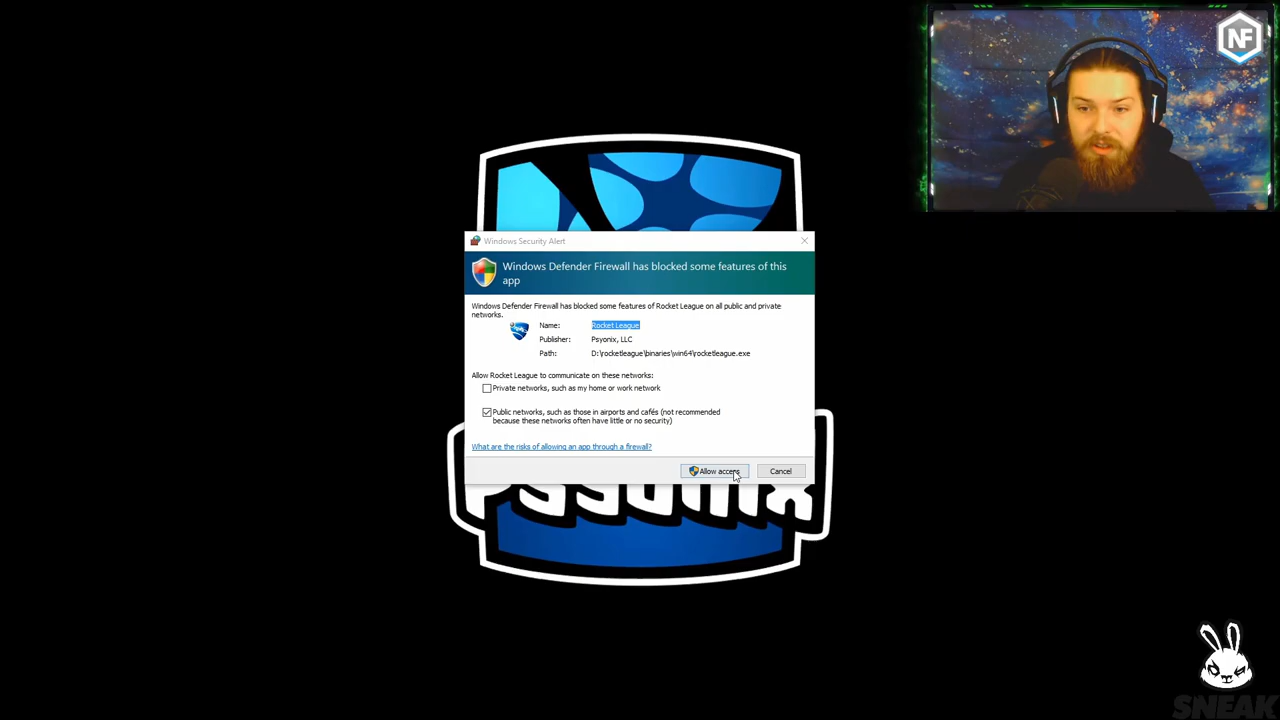 NF
Windows Security Alert
Windows Defender Firewall has blocked some features of this
app
Windows Defender Firewall has blocked some features of Rocket League on all public and private
networks.
Name: Rocket League
Publisher: Psyonix, LLC
Path: D:\rocketleague\binaries\win64\rocketleague.exe
Allow Rocket League to communicate on these networks:
Private networks, such as my home or work network
Public networks, such as those in airports and cafés (not recommended
because these networks often have little or no security)
What are the risks of allowing an app through a firewall?
Allow access
Cancel
PSYONIX
SNEAK